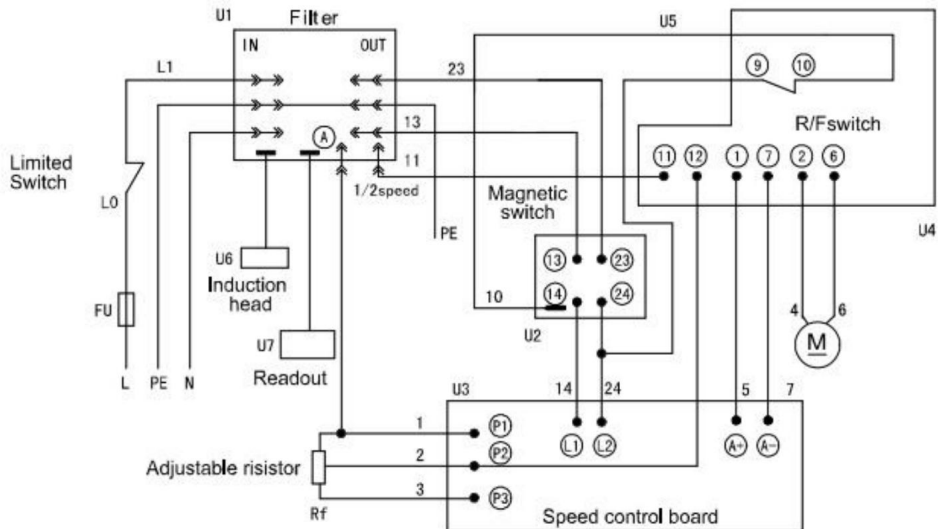 U1 Filter
IN OUT
U5
L1
23
9 10
R/Fswitch
A
13
11
11 12 1 7 2 6
1/2speed
Limited
Switch
L0
Magnetic
switch
PE
U4
U6
Induction
head
13 23
14 24
10
U2
FU
U7
Readout
4 6
M
L PE N
U3
14 24
5 7
1
P1
L1 L2
A+ A-
2
P2
Adjustable risistor
3
P3
Rf
Speed control board